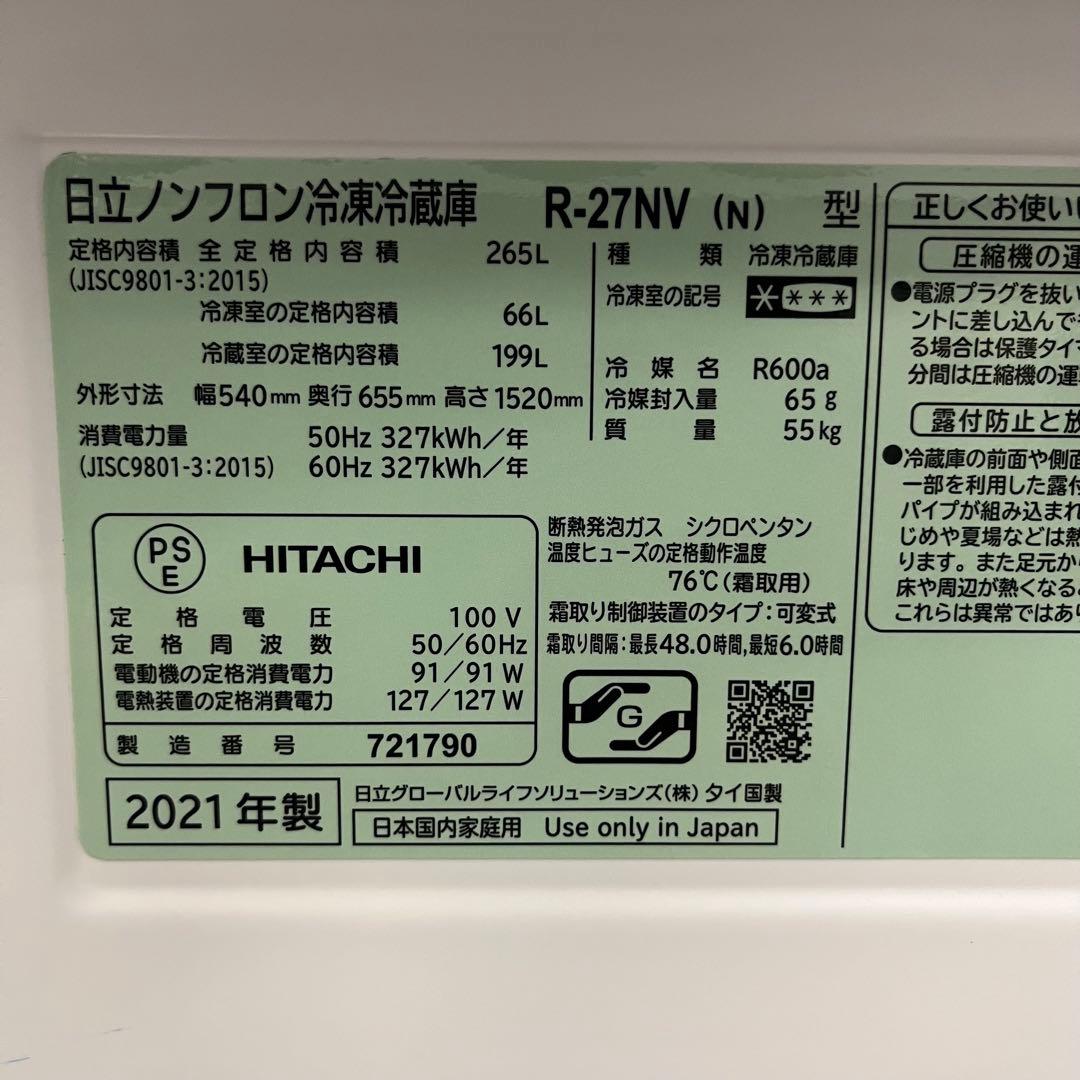 日立ノンフロン冷凍冷蔵庫 R-27NV (N) 型
定格内容積 全定格内容積 265L
(JISC9801-3:2015)
冷凍室の定格内容積 66L
冷蔵室の定格内容積 199L
外形寸法 幅540mm 奥行655mm 高さ1520mm
消費電力量 50Hz 327kWh/年
(JISC9801-3:2015) 60Hz 327kWh/年
種類 冷凍冷蔵庫
冷凍室の記号
冷媒名 R600a
冷媒封入量 65g
質量 55kg
PSE HITACHI
定格電圧 100V
定格周波数 50/60Hz
電動機の定格消費電力 91/91W
電熱装置の定格消費電力 127/127W
製造番号 721790
断熱発泡ガス シクロペンタン
温度ヒューズの定格動作温度
76℃(霜取用)
霜取り制御装置のタイプ:可変式
霜取り間隔:最長48.0時間,最短6.0時間
G
2021年製
日立グローバルライフソリューションズ(株) タイ国製
日本国内家庭用 Use only in Japan
正しくお使い
圧縮機の運
●電源プラグを抜い
ントに差し込んで
る場合は保護タイ
分間は圧縮機の運
露付防止と放
●冷蔵庫の前面や側面
一部を利用した露付
パイプが組み込まれ
じめや夏場などは熱
ります。また足元か
床や周辺が熱くなる
これらは異常ではあ